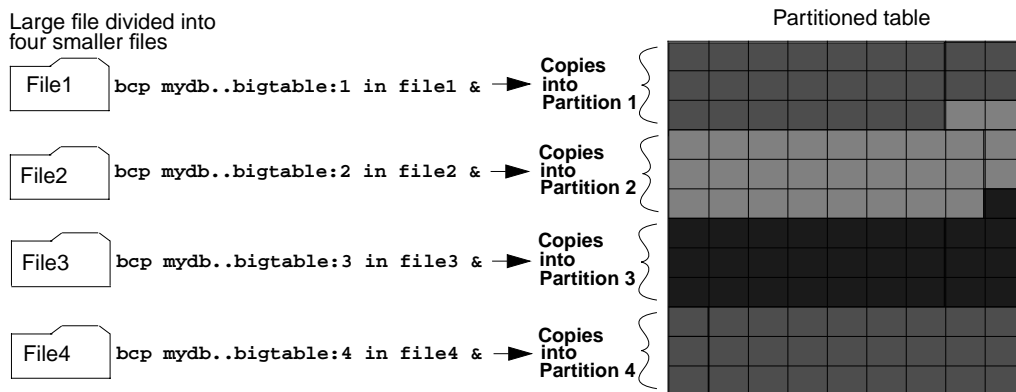 Large file divided into
four smaller files
Partitioned table
File1
bcp mydb..bigtable:1 in file1 &
Copies
into
Partition 1
File2
bcp mydb..bigtable:2 in file2 &
Copies
into
Partition 2
File3
bcp mydb..bigtable:3 in file3 &
Copies
into
Partition 3
File4
bcp mydb..bigtable:4 in file4 &
Copies
into
Partition 4